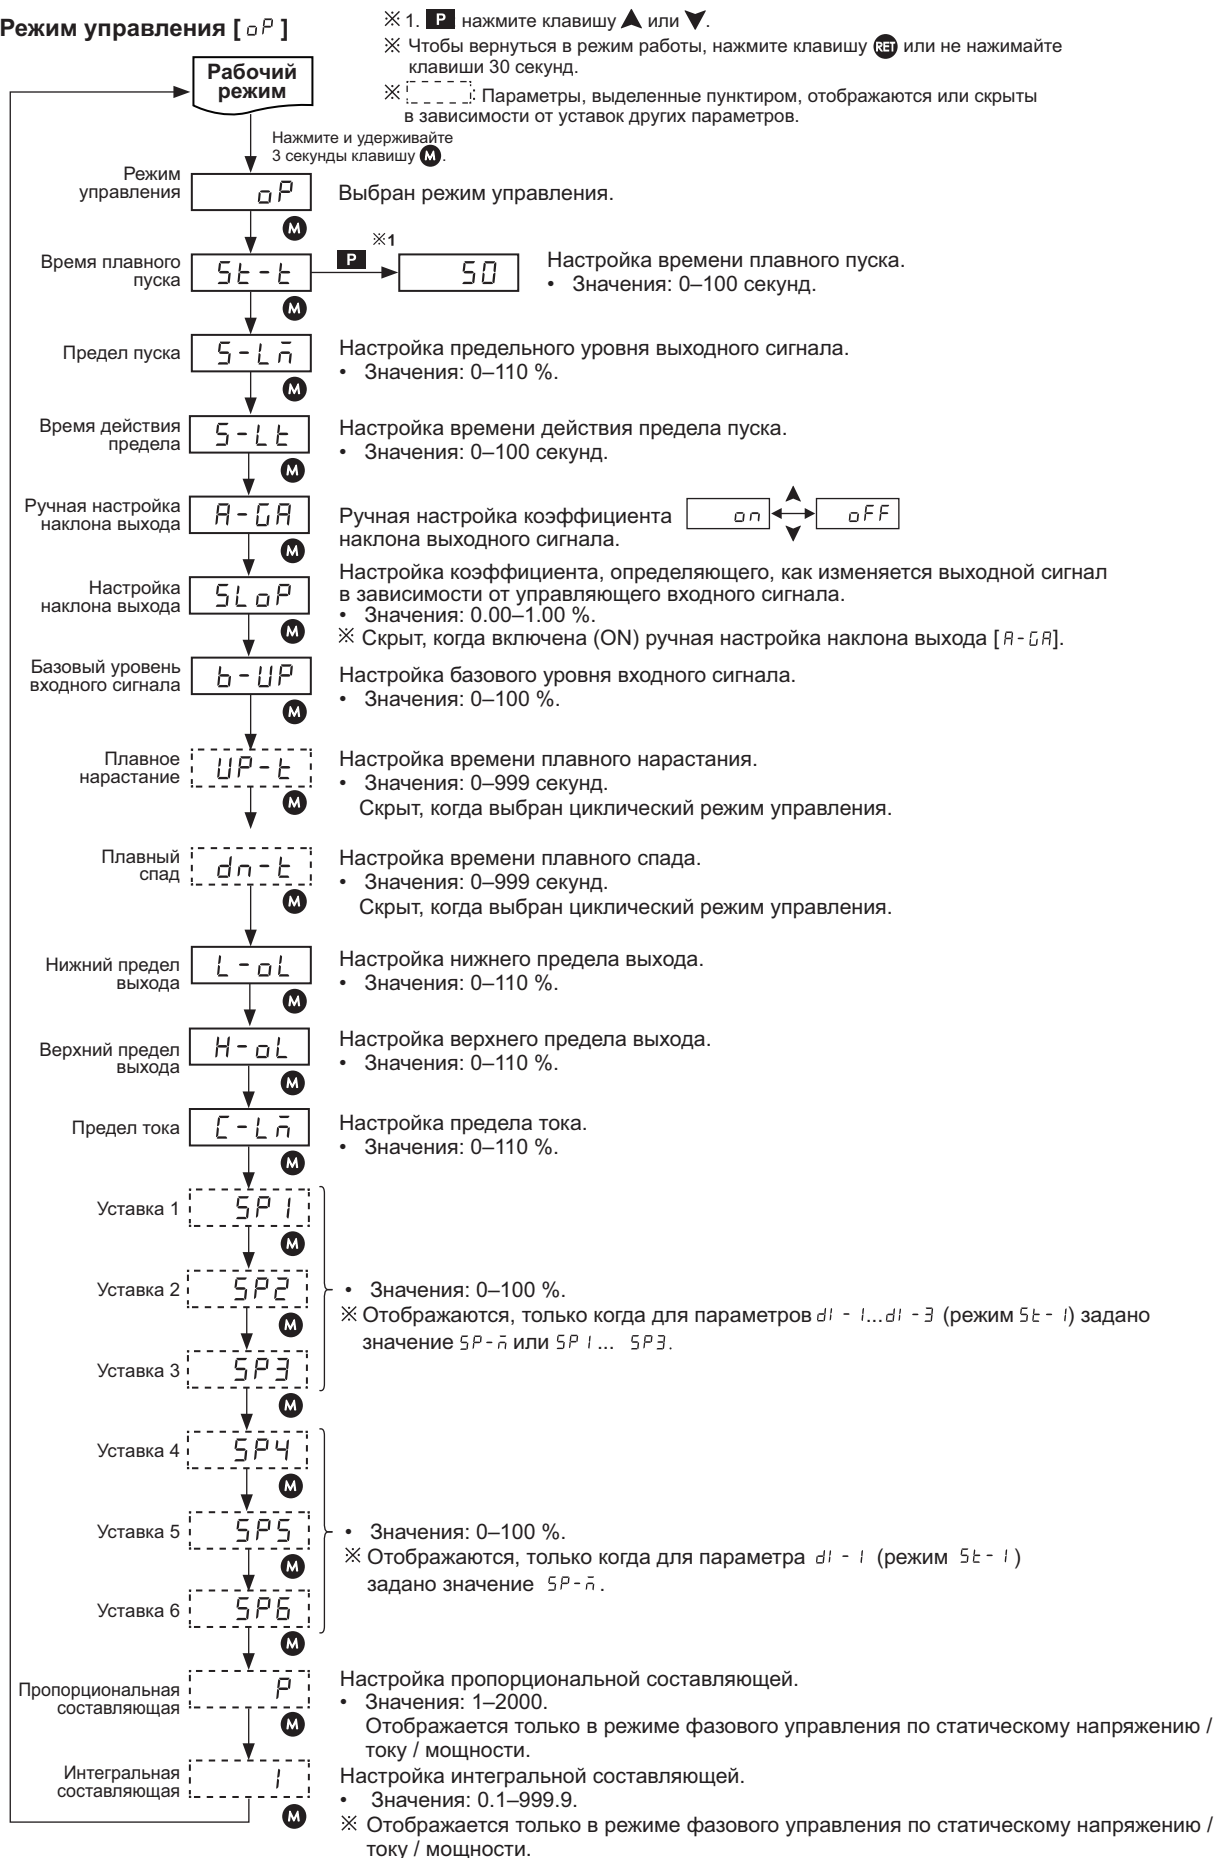 Режим управления [ oP ]
※ 1. P нажмите клавишу ▲ или ▼.
※ Чтобы вернуться в режим работы, нажмите клавишу RET или не нажимайте
клавиши 30 секунд.
※ [ ]: Параметры, выделенные пунктиром, отображаются или скрыты
в зависимости от уставок других параметров.
Рабочий
режим
Нажмите и удерживайте
3 секунды клавишу M.
Режим
управления
oP
Выбран режим управления.
M
Время плавного
пуска
St-t
P
※1
50
Настройка времени плавного пуска.
• Значения: 0–100 секунд.
M
Предел пуска
S-Lm
Настройка предельного уровня выходного сигнала.
• Значения: 0–110 %.
M
Время действия
предела
S-Lt
Настройка времени действия предела пуска.
• Значения: 0–100 секунд.
M
Ручная настройка
наклона выхода
A-GA
Ручная настройка коэффициента
наклона выходного сигнала.
on
oFF
M
Настройка
наклона выхода
SLoP
Настройка коэффициента, определяющего, как изменяется выходной сигнал
в зависимости от управляющего входного сигнала.
• Значения: 0.00–1.00 %.
※ Скрыт, когда включена (ON) ручная настройка наклона выхода [A-GA].
M
Базовый уровень
входного сигнала
b-UP
Настройка базового уровня входного сигнала.
• Значения: 0–100 %.
M
Плавное
нарастание
UP-t
Настройка времени плавного нарастания.
• Значения: 0–999 секунд.
Скрыт, когда выбран циклический режим управления.
M
Плавный
спад
dn-t
Настройка времени плавного спада.
• Значения: 0–999 секунд.
Скрыт, когда выбран циклический режим управления.
M
Нижний предел
выхода
L-oL
Настройка нижнего предела выхода.
• Значения: 0–110 %.
M
Верхний предел
выхода
H-oL
Настройка верхнего предела выхода.
• Значения: 0–110 %.
M
Предел тока
C-Lm
Настройка предела тока.
• Значения: 0–110 %.
M
Уставка 1
SP1
M
Уставка 2
SP2
• Значения: 0–100 %.
※ Отображаются, только когда для параметров dI - 1...dI - 3 (режим St- 1) задано
значение SP-m или SP1... SP3.
M
Уставка 3
SP3
M
Уставка 4
SP4
M
Уставка 5
SP5
• Значения: 0–100 %.
※ Отображаются, только когда для параметра dI - 1 (режим St- 1)
задано значение SP-m.
M
Уставка 6
SP6
M
Пропорциональная
составляющая
P
Настройка пропорциональной составляющей.
• Значения: 1–2000.
Отображается только в режиме фазового управления по статическому напряжению /
току / мощности.
M
Интегральная
составляющая
I
Настройка интегральной составляющей.
• Значения: 0.1–999.9.
※ Отображается только в режиме фазового управления по статическому напряжению /
току / мощности.
M